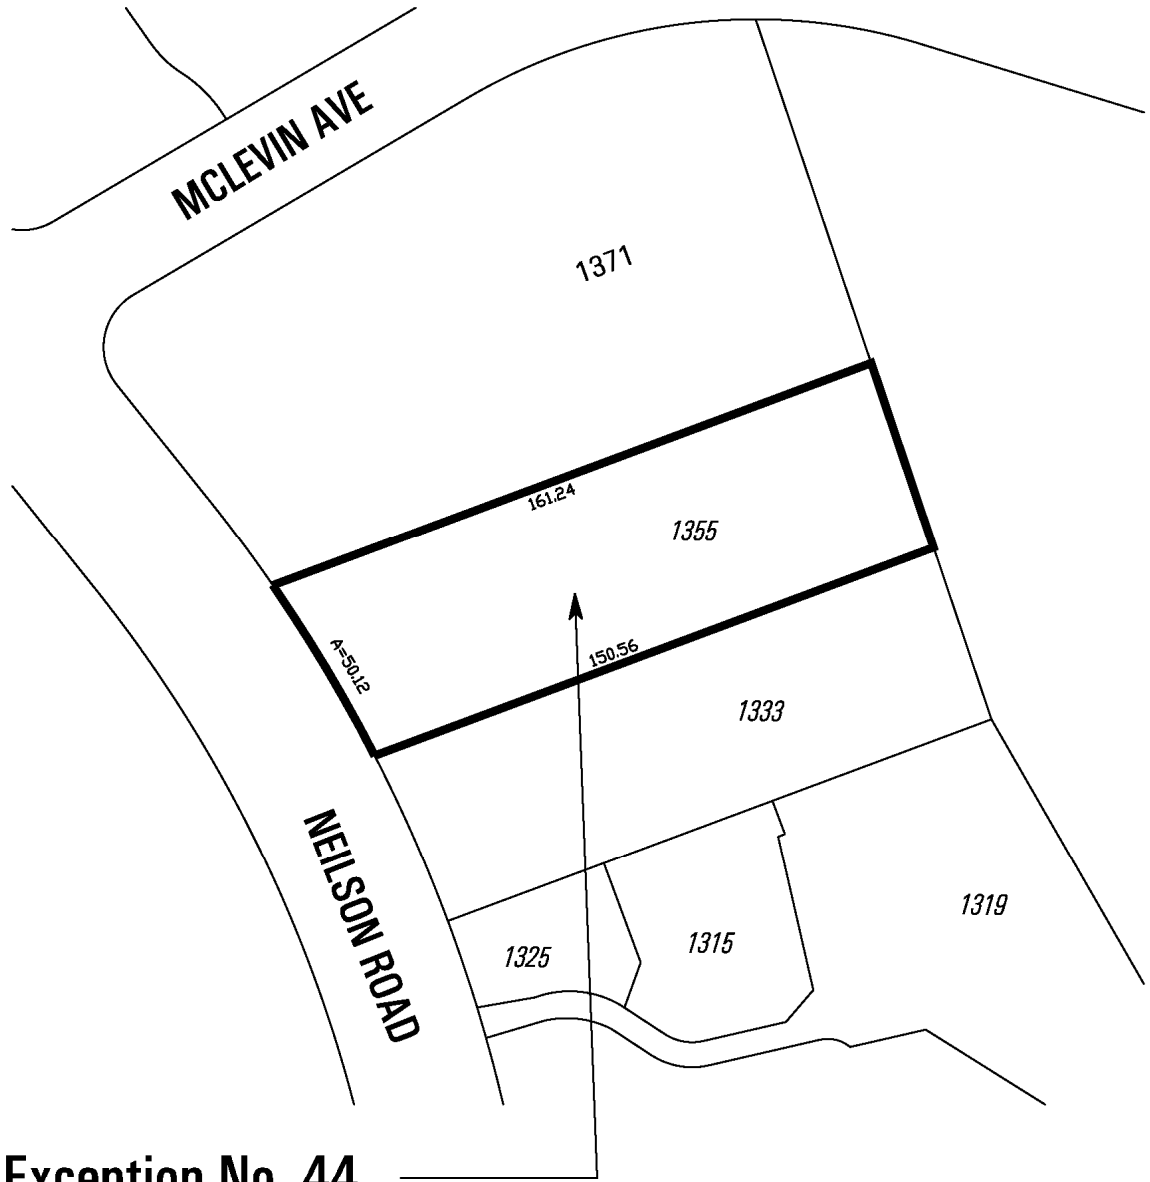 MCLEVIN AVE
1371
161.24
1355
A=50.12
150.56
1333
NEILSON ROAD
1319
1315
1325
Exception No. 44